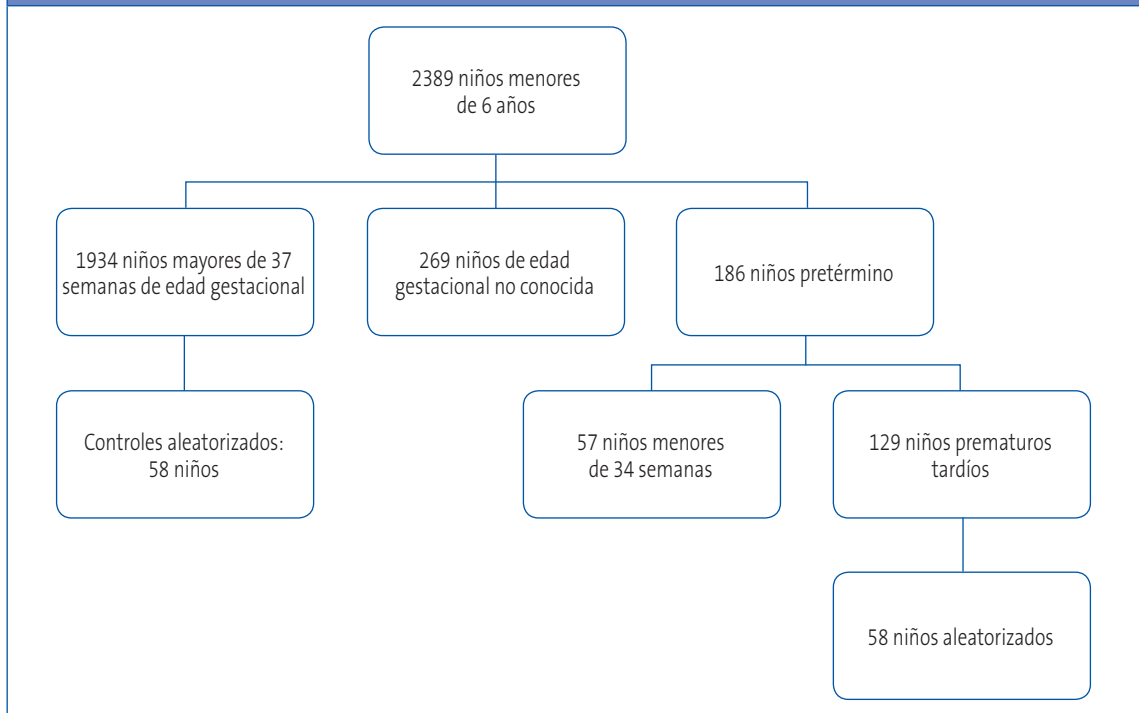 2389 niños menores
de 6 años
1934 niños mayores de 37
semanas de edad gestacional
269 niños de edad
gestacional no conocida
186 niños pretérmino
Controles aleatorizados:
58 niños
57 niños menores
de 34 semanas
129 niños prematuros
tardíos
58 niños aleatorizados